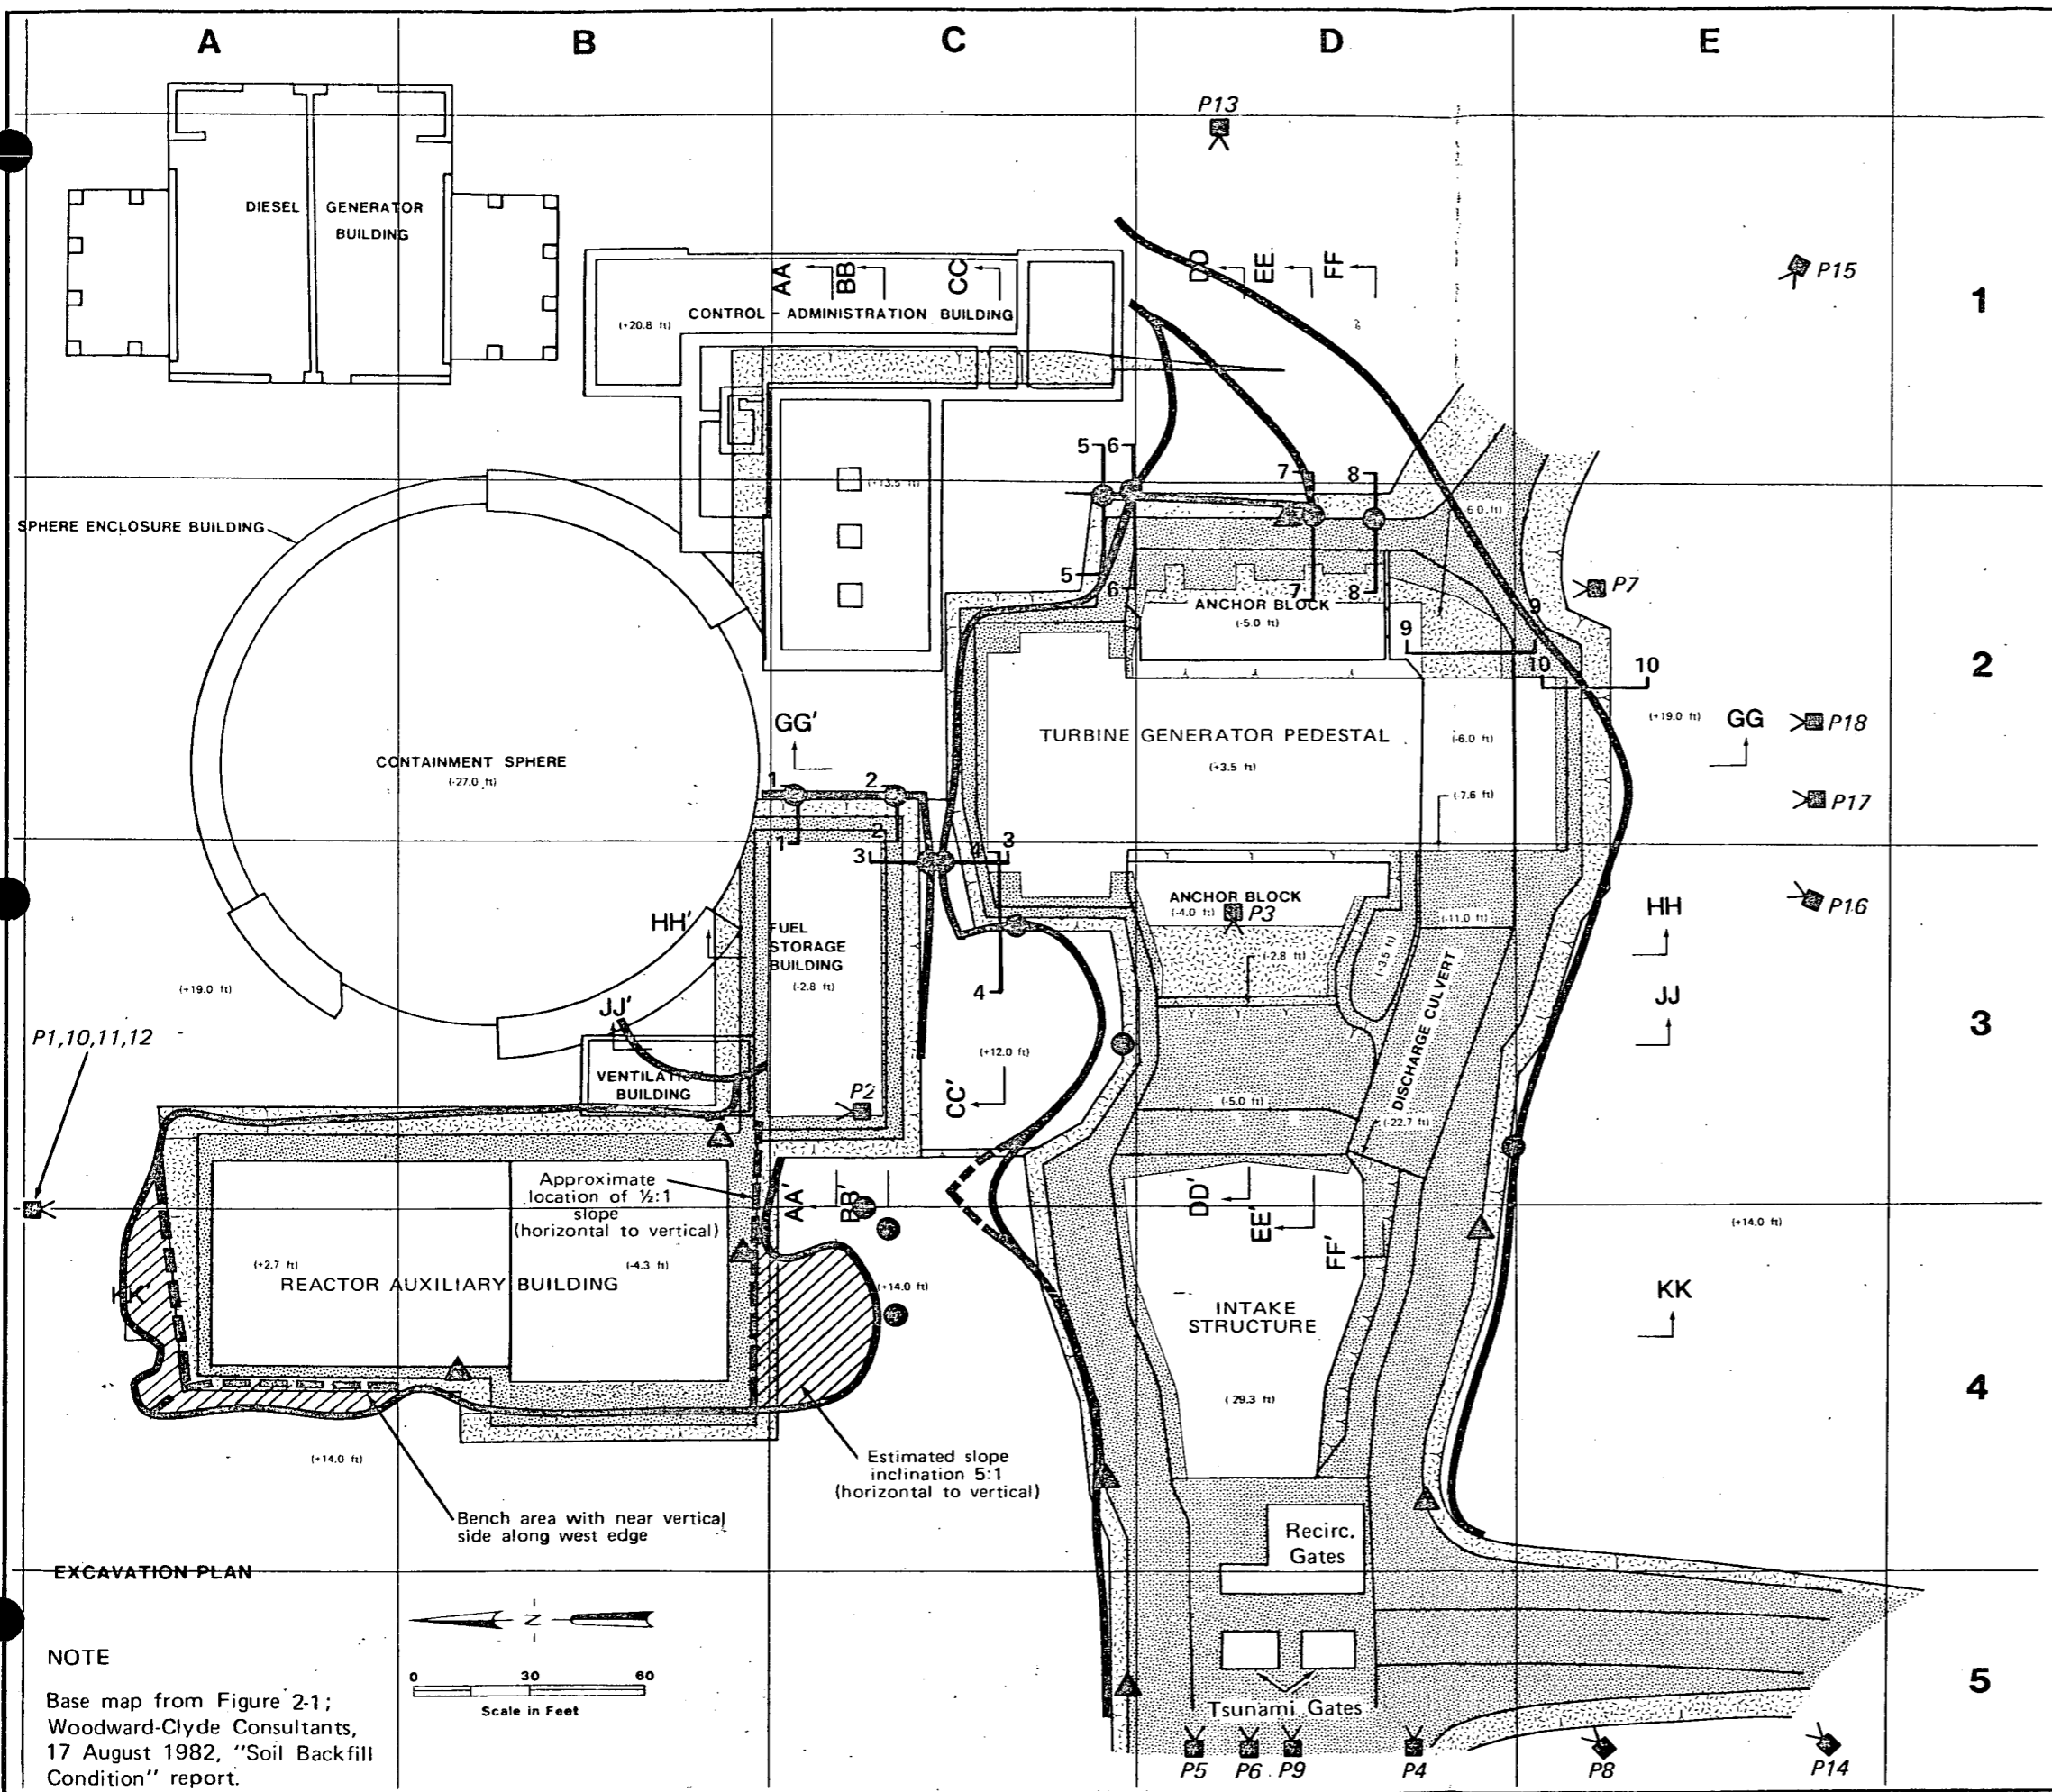 A
B
C
D
E
P13
DIESEL GENERATOR
BUILDING
AA
BB
CC
DD
EE
FF
P15
1
(+20.8 ft)
CONTROL - ADMINISTRATION BUILDING
5
6
7
8
(+13.5 ft)
SPHERE ENCLOSURE BUILDING
6.0 ft)
5
6
7
8
P7
ANCHOR BLOCK
(-5.0 ft)
9
9
10
10
2
GG'
TURBINE GENERATOR PEDESTAL
(+3.5 ft)
(-6.0 ft)
(+19.0 ft)
GG
P18
CONTAINMENT SPHERE
(-27.0 ft)
1
2
(-7.6 ft)
P17
1
2
3
4
3
ANCHOR BLOCK
(-4.0 ft)
P3
(-11.0 ft)
HH
P16
HH'
FUEL
STORAGE
BUILDING
(-2.8 ft)
(-2.8 ft)
(+3.5 ft)
(+19.0 ft)
4
JJ'
JJ
3
P1,10,11,12
(+12.0 ft)
DISCHARGE CULVERT
VENTILATION
BUILDING
P2
CC'
(-5.0 ft)
(-22.7 ft)
Approximate
location of ½:1
slope
(horizontal to vertical)
AA'
BB'
DD'
EE'
FF'
(+14.0 ft)
(+2.7 ft)
(-4.3 ft)
REACTOR AUXILIARY BUILDING
KK'
(+14.0 ft)
KK
INTAKE
STRUCTURE
4
( 29.3 ft)
(+14.0 ft)
Estimated slope
inclination 5:1
(horizontal to vertical)
Bench area with near vertical
side along west edge
Recirc.
Gates
EXCAVATION PLAN
N
NOTE
0 30 60
Scale in Feet
Base map from Figure 2-1;
Woodward-Clyde Consultants,
17 August 1982, "Soil Backfill
Condition" report.
5
Tsunami Gates
P5
P6
P9
P4
P8
P14